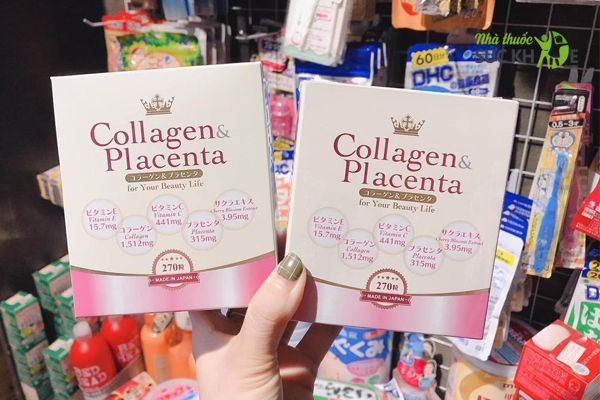 Nhà thuốc
SỨC KHỎE
60日分
DHC
0.5-3才
Collagen&
Placenta
コラーゲン&プラセンタ
for Your Beauty Life
ビタミンE
Vitamin E
15.7mg
コラーゲン
Collagen
1,512mg
ビタミンC
Vitamin C
441mg
プラセンタ
Placenta
315mg
サクラエキス
Cherry Blossom Extract
3.95mg
270粒
MADE IN JAPAN
Collagen&
Placenta
コラーゲン&プラセンタ
for Your Beauty Life
ビタミンE
Vitamin E
15.7mg
コラーゲン
Collagen
1,512mg
ビタミンC
Vitamin C
441mg
プラセンタ
Placenta
315mg
サクラエキス
Cherry Blossom Extract
3.95mg
270粒
MADE IN JAPAN